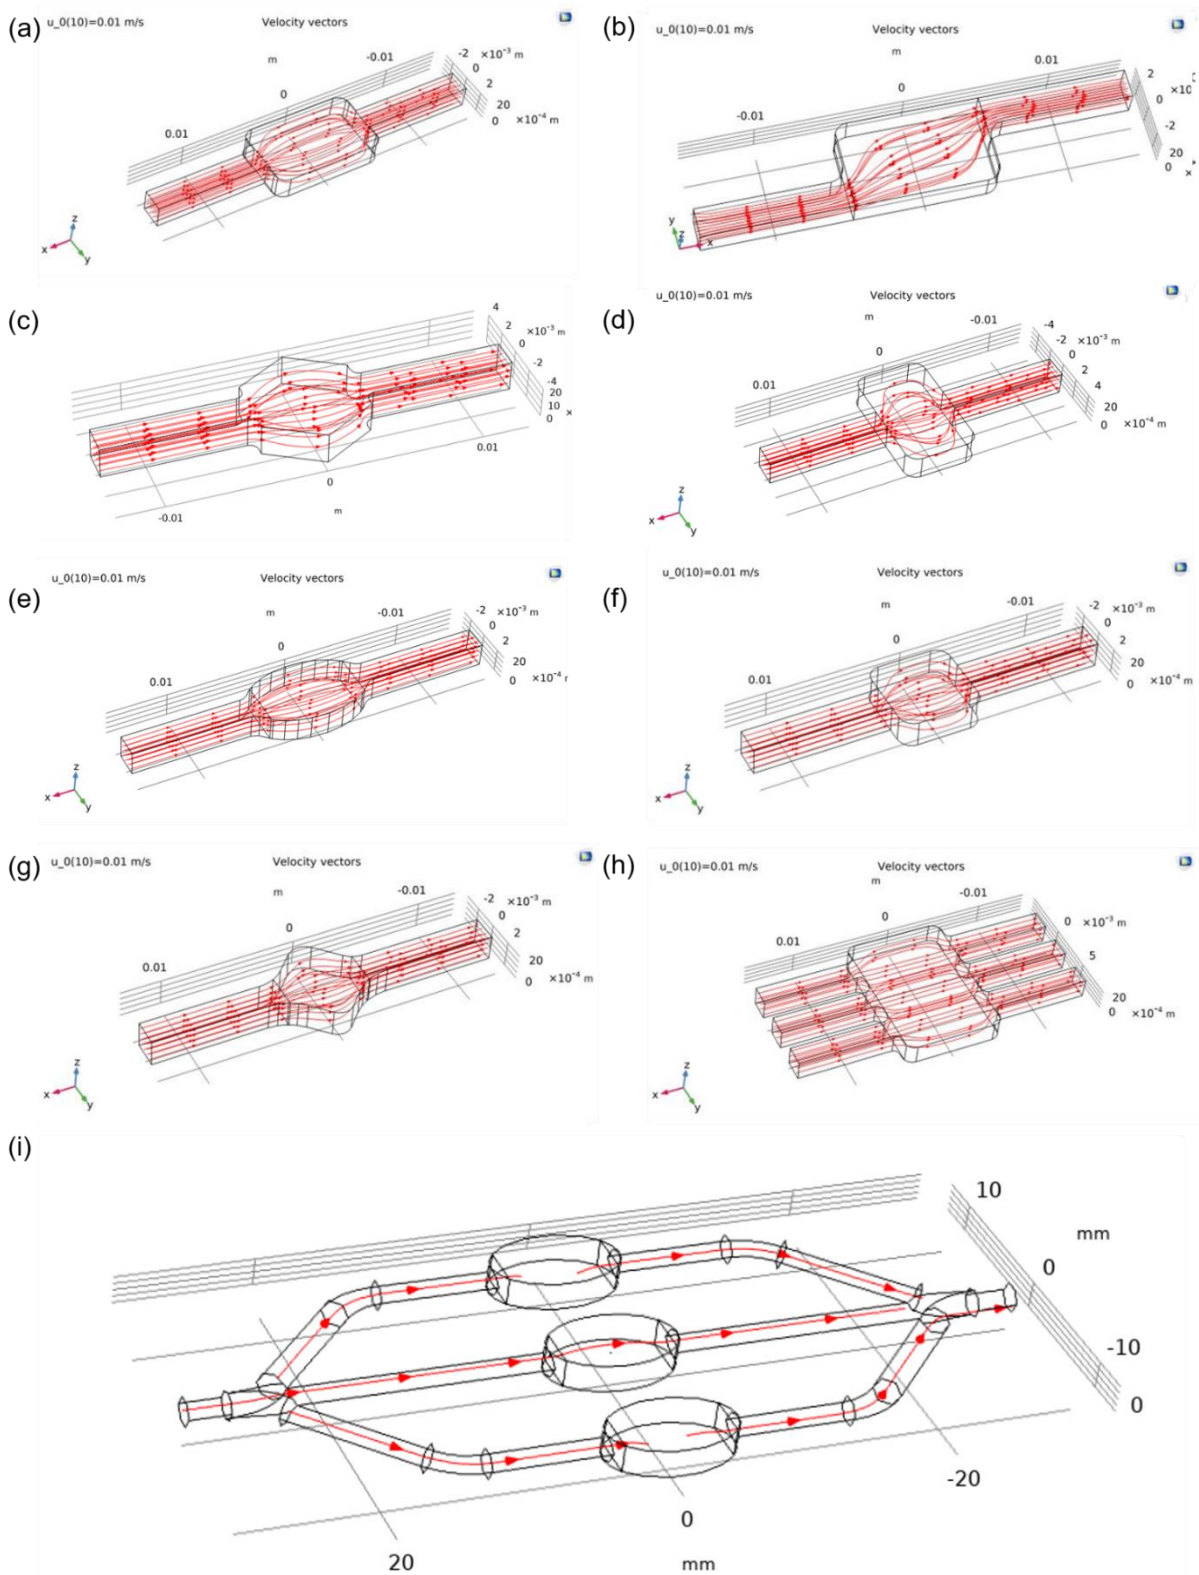 (a)
u_0(10)=0.01 m/s
Velocity vectors
m
-0.01
0
0.01
-2
×10⁻³ m
0
2
20
0
×10⁻⁴ m
z
x
y
(b)
u_0(10)=0.01 m/s
Velocity vectors
m
0.01
0
-0.01
2
0
-2
20
0
y
z
x
(c)
4
2
×10⁻³ m
0
-2
-4
20
10
0
0.01
0
-0.01
m
(d)
u_0(10)=0.01 m/s
Velocity vectors
m
-0.01
0
0.01
-4
-2
×10⁻³ m
0
2
4
20
0
×10⁻⁴ m
z
x
y
(e)
u_0(10)=0.01 m/s
Velocity vectors
m
-0.01
0
0.01
-2
×10⁻³ m
0
2
20
0
×10⁻⁴
z
x
y
(f)
u_0(10)=0.01 m/s
Velocity vectors
m
-0.01
0
0.01
-2
×10⁻³ m
0
2
20
0
×10⁻⁴ m
z
x
y
(g)
u_0(10)=0.01 m/s
Velocity vectors
m
-0.01
0
0.01
-2
×10⁻³ m
0
2
20
0
×10⁻⁴ m
z
x
y
(h)
u_0(10)=0.01 m/s
Velocity vectors
m
-0.01
0
0.01
0
×10⁻³ m
5
20
0
×10⁻⁴ m
z
x
y
(i)
10
mm
0
-10
0
-20
0
20
mm